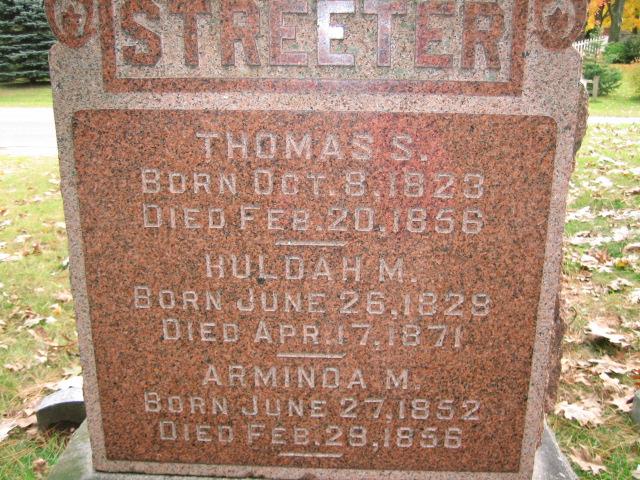 STREETER
THOMAS S.
BORN OCT. 8, 1823
DIED FEB. 20, 1856
HULDAH M.
BORN JUNE 26, 1829
DIED APR. 17, 1871
ARMINDA M.
BORN JUNE 27, 1852
DIED FEB. 29, 1856